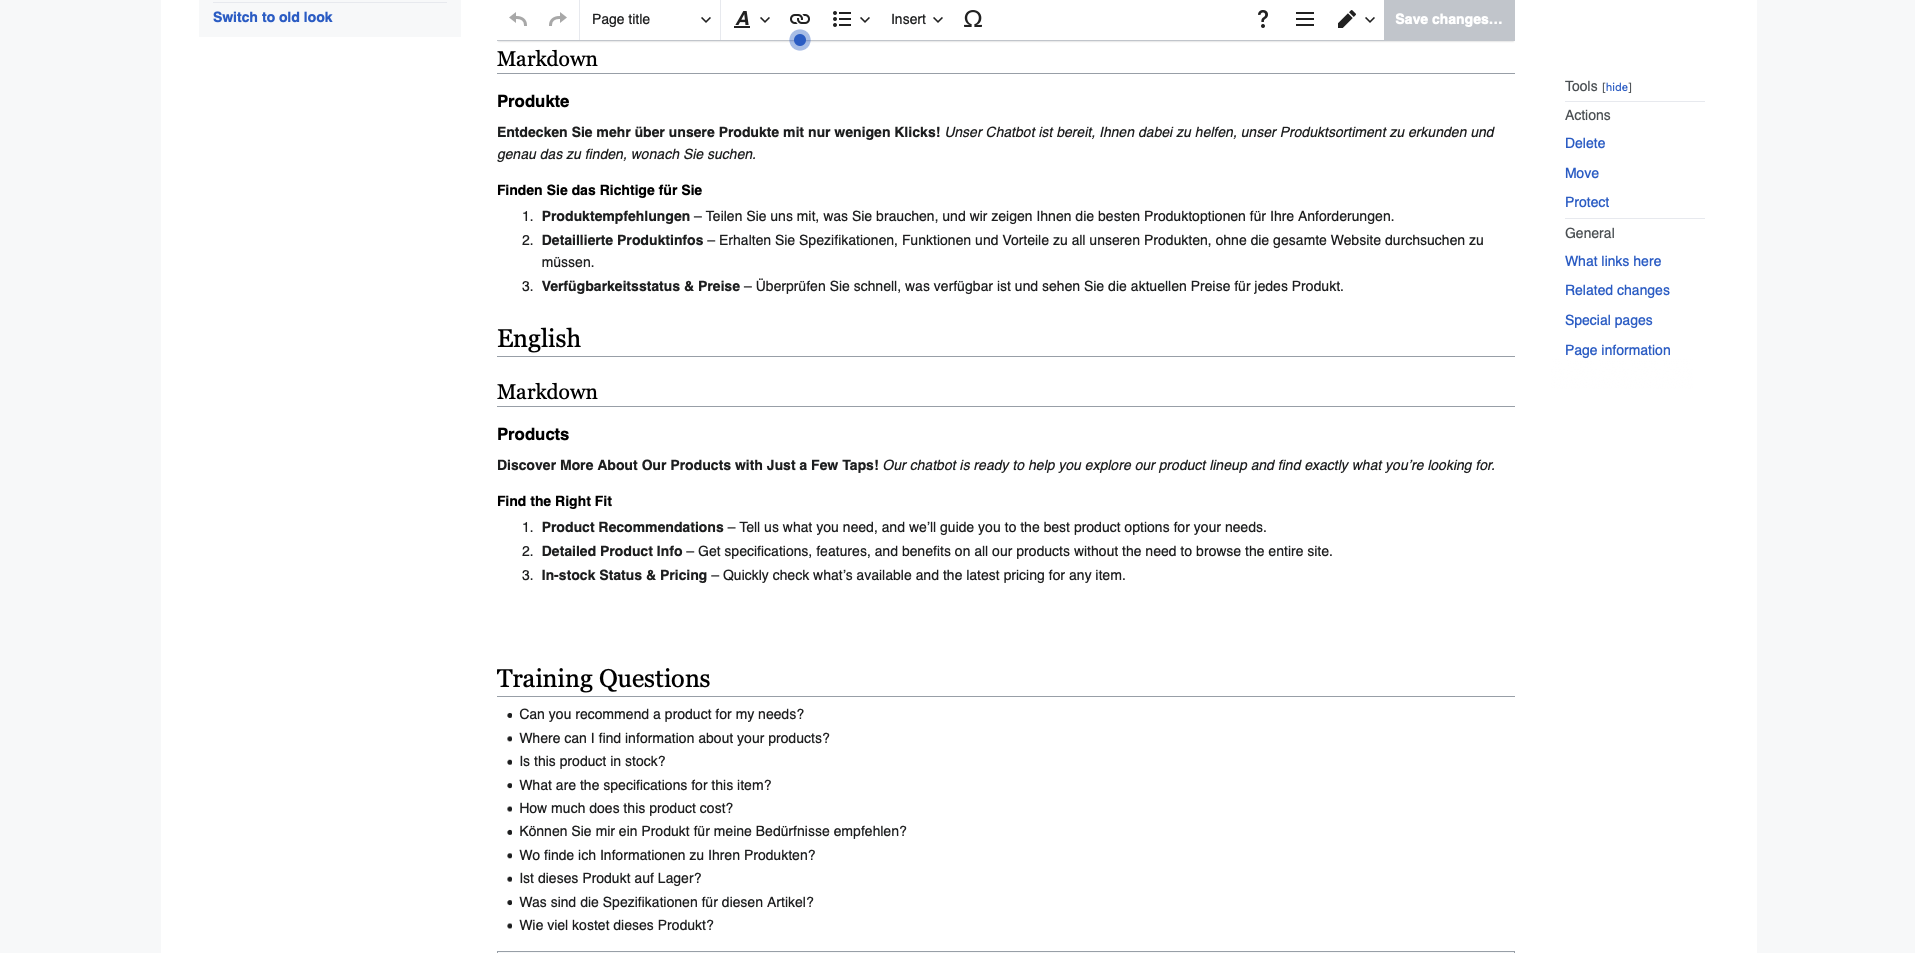 Switch to old look
Page title
A
Insert
Ω
?
Save changes…
Markdown
Produkte
Entdecken Sie mehr über unsere Produkte mit nur wenigen Klicks! Unser Chatbot ist bereit, Ihnen dabei zu helfen, unser Produktsortiment zu erkunden und
genau das zu finden, wonach Sie suchen.
Finden Sie das Richtige für Sie
1. Produktempfehlungen – Teilen Sie uns mit, was Sie brauchen, und wir zeigen Ihnen die besten Produktoptionen für Ihre Anforderungen.
2. Detaillierte Produktinfos – Erhalten Sie Spezifikationen, Funktionen und Vorteile zu all unseren Produkten, ohne die gesamte Website durchsuchen zu
müssen.
3. Verfügbarkeitsstatus & Preise – Überprüfen Sie schnell, was verfügbar ist und sehen Sie die aktuellen Preise für jedes Produkt.
English
Markdown
Products
Discover More About Our Products with Just a Few Taps! Our chatbot is ready to help you explore our product lineup and find exactly what you’re looking for.
Find the Right Fit
1. Product Recommendations – Tell us what you need, and we’ll guide you to the best product options for your needs.
2. Detailed Product Info – Get specifications, features, and benefits on all our products without the need to browse the entire site.
3. In-stock Status & Pricing – Quickly check what’s available and the latest pricing for any item.
Training Questions
• Can you recommend a product for my needs?
• Where can I find information about your products?
• Is this product in stock?
• What are the specifications for this item?
• How much does this product cost?
• Können Sie mir ein Produkt für meine Bedürfnisse empfehlen?
• Wo finde ich Informationen zu Ihren Produkten?
• Ist dieses Produkt auf Lager?
• Was sind die Spezifikationen für diesen Artikel?
• Wie viel kostet dieses Produkt?
Tools [hide]
Actions
Delete
Move
Protect
General
What links here
Related changes
Special pages
Page information